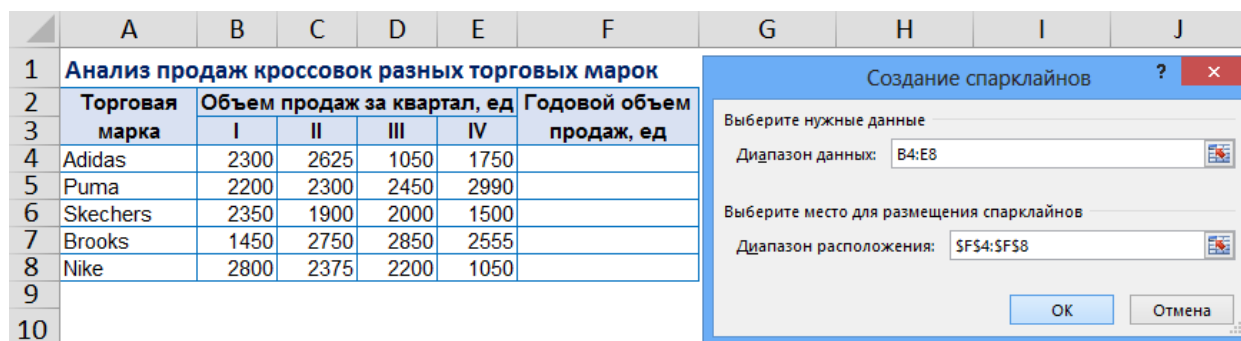 A B C D E F G H I J
1 Анализ продаж кроссовок разных торговых марок
2 Торговая Объем продаж за квартал, ед Годовой объем
3 марка I II III IV продаж, ед
4 Adidas 2300 2625 1050 1750
5 Puma 2200 2300 2450 2990
6 Skechers 2350 1900 2000 1500
7 Brooks 1450 2750 2850 2555
8 Nike 2800 2375 2200 1050
9
10
Создание спарклайнов ? ×
Выберите нужные данные
Диапазон данных: B4:E8
Выберите место для размещения спарклайнов
Диапазон расположения: $F$4:$F$8
ОК Отмена